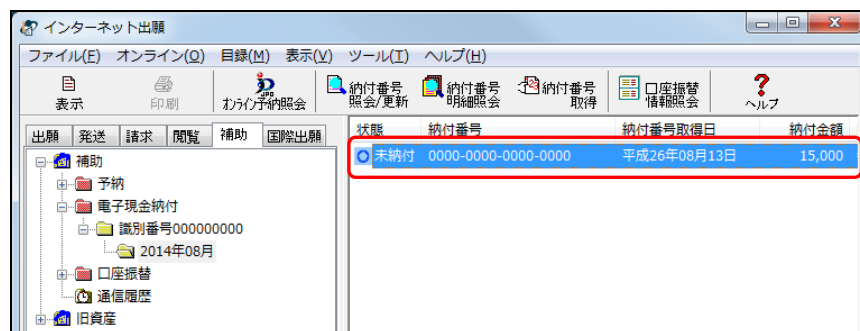 インターネット出願
ファイル(F) オンライン(O) 目録(M) 表示(V) ツール(T) ヘルプ(H)
表示
印刷
JPO
オンライン予納照会
納付番号
照会/更新
納付番号
明細照会
納付番号
取得
口座振替
情報照会
ヘルプ
出願 発送 請求 閲覧 補助 国際出願
状態 納付番号 納付番号取得日 納付金額
未納付 0000-0000-0000-0000 平成26年08月13日 15,000
補助
予納
電子現金納付
識別番号000000000
2014年08月
口座振替
通信履歴
旧資産